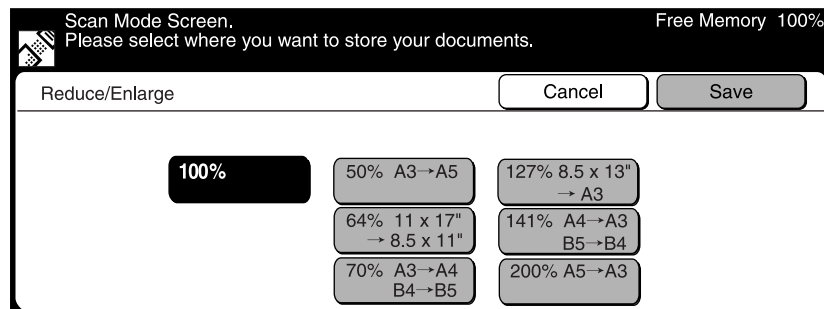 Scan Mode Screen.
Free Memory 100%
Please select where you want to store your documents.
Reduce/Enlarge
Cancel
Save
100%
50% A3→A5
127% 8.5 x 13"
→ A3
64% 11 x 17"
→ 8.5 x 11"
141% A4→A3
B5→B4
70% A3→A4
B4→B5
200% A5→A3